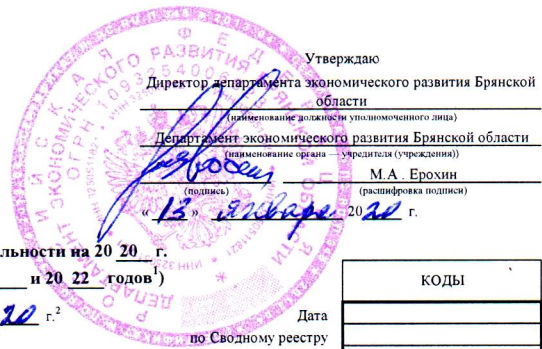 Утверждаю
Директор департамента экономического развития Брянской
области
(наименование должности уполномоченного лица)
Департамент экономического развития Брянской области
(наименование органа — учредителя (учреждения))
М.А. Ерохин
(подпись) (расшифровка подписи)
« 13 » января 20 20 г.
льности на 20 20 г.
и 20 22 годов¹)
20 г.²
КОДЫ
Дата
по Сводному реестру